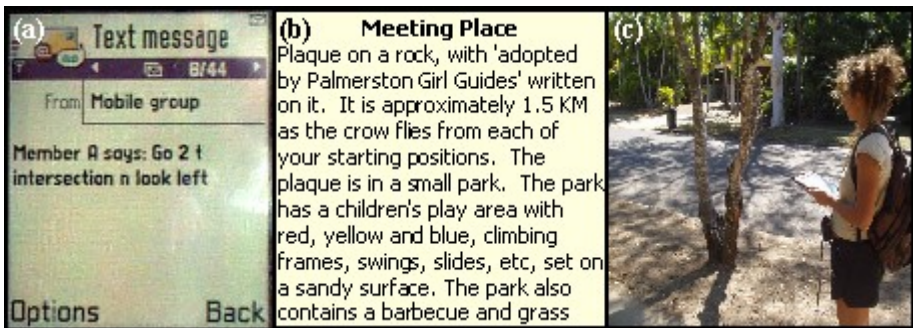 (a)
Text message
8/44
From Mobile group
Member A says: Go 2 t
intersection n look left
Options Back
(b) Meeting Place
Plaque on a rock, with 'adopted
by Palmerston Girl Guides' written
on it. It is approximately 1.5 KM
as the crow flies from each of
your starting positions. The
plaque is in a small park. The park
has a children's play area with
red, yellow and blue, climbing
frames, swings, slides, etc, set on
a sandy surface. The park also
contains a barbecue and grass
(c)